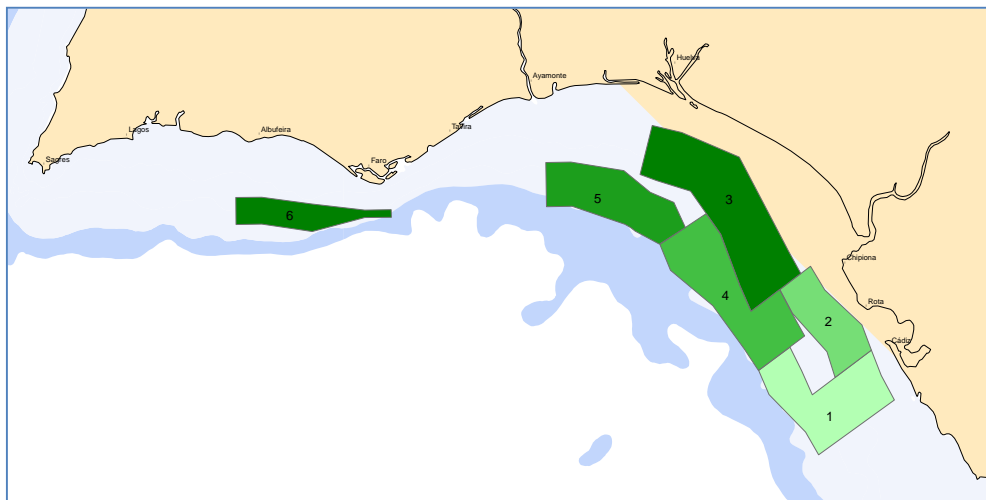 Huelva
Ayamonte
Lagos
Albufeira
Tavira
Sagres
Faro
5
3
6
Chipiona
4
Rota
2
Cádiz
1